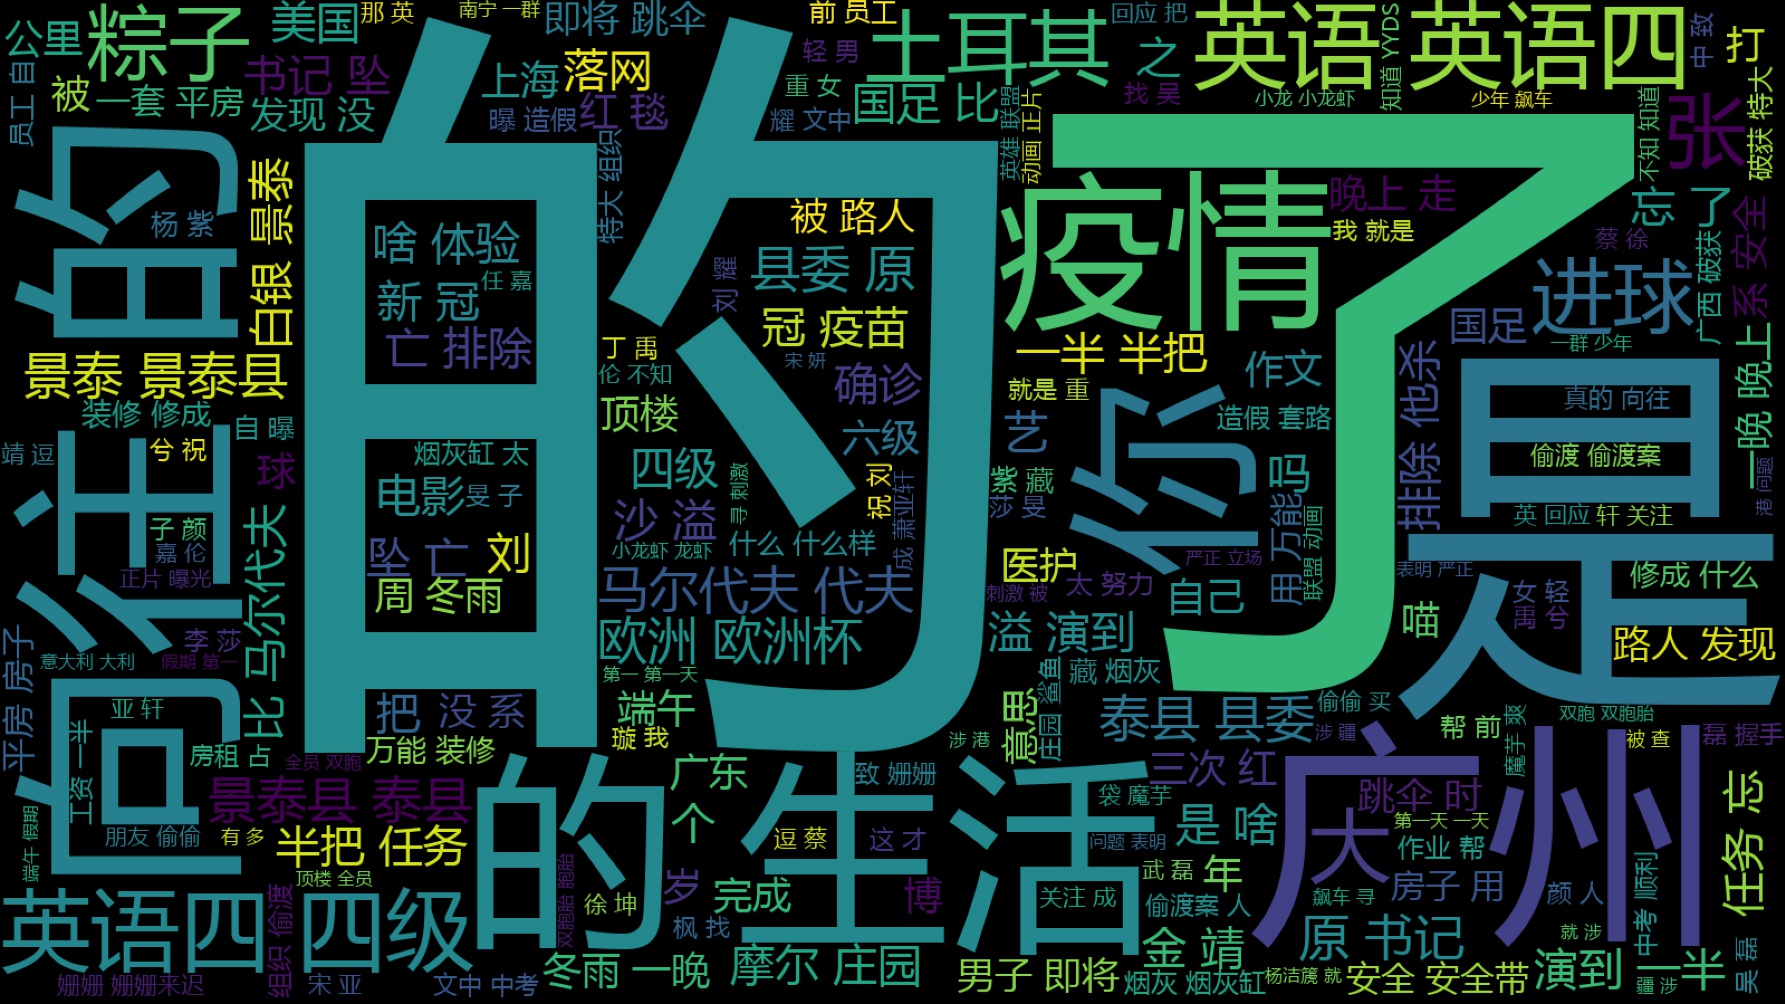 公里
粽子
美国
那 英
南宁 一群
即将 跳伞
前 员工
回应 把
土耳其
之
英语
知道 YYDS
英语四
中 致
打
员工 自
被
一套 平房
书记 坠
发现 没
上海
落网
曝 造假
红 毯
轻 男
重 女
耀 文中
国足 比
找 吴
小龙 小龙虾
少年 飙车
张
破获 特大
不知 知道
英雄 联盟
动画 正片
特大 组织
的
杨 紫
白银 景泰
景泰 景泰县
的
啥 体验
任 嘉
新 冠
亡 排除
被 路人
刘 耀
县委 原
冠 疫苗
丁 禹
伦 不知
宋 妍
确诊
疫情
了
晚上 走
我 就是
忘 了
蔡 徐
系 安全
广西 破获
进球
国足
一群 少年
一晚 晚上
一半 半把
就是 重
作文
造假 套路
排除 他杀
是
真的 向往
偷渡 偷渡案
港 问题
装修 修成
自 曝
靖 逗
兮 祝
向往
球
子 颜
嘉 伦
正片 曝光
比 马尔代夫
烟灰缸 太
电影
旻 子
坠 亡
刘
周 冬雨
顶楼
四级
六级
寻 刺激
祝 刘
成 萧亚轩
沙 溢
小龙虾 龙虾
什么 什么样
马尔代夫 代夫
欧洲 欧洲杯
艺
紫 藏
莎 旻
你
吗
用 万能
联盟 动画
医护
严正 立场
刺激 被
太 努力
自己
英 回应
轩 关注
表明 严正
女 轻
禹 兮
修成 什么
喵
路人 发现
李 莎
意大利 大利
假期 第一
平房 房子
亚 轩
工资 一半
房租 占
把
没 系
万能 装修
全员 双胞
第一 第一天
端午
璇 我
涉 港
溢 演到
意思
庄园 鲨鱼
藏 烟灰
泰县 县委
偷偷 买
涉 疆
帮 前
魔芋 爽
双胞 双胞胎
被 查
磊 握手
景泰县 泰县
端午 假期
朋友 偷偷
有 多
半把 任务
顶楼 全员
的生活
广东
个
致 姗姗
逗 蔡
这 才
三次 红
袋 魔芋
是 啥
问题 表明
庆州
跳伞 时
第一天 一天
作业 帮
任务 忘
英语四 四级
组织 偷渡
双胞胎 胞胎
徐 坤
岁
完成
博
枫 找
关注 成
武 磊
年
偷渡案 人
飙车 寻
房子 用
颜 人
中考 顺利
原 书记
就 涉
姗姗 姗姗来迟
宋 亚
文中 中考
冬雨 一晚
摩尔 庄园
男子 即将
金 靖
烟灰 烟灰缸
杨洁篪 就
安全 安全带
演到 一半
疆 涉
吴 磊